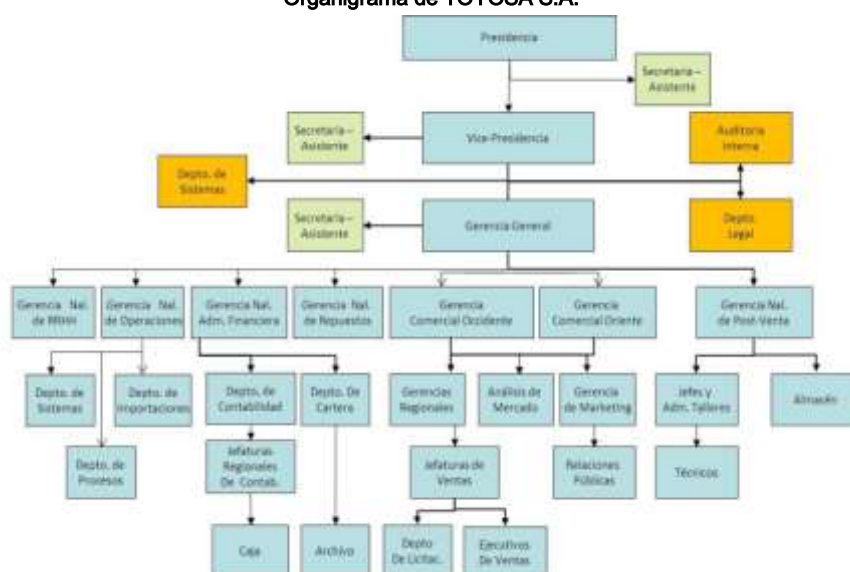 Organigrama de TOYOSA S.A.
Presidencia
Secretaria –
Asistente
Secretaria –
Asistente
Vice-Presidencia
Auditoria
Interna
Depto. de
Sistemas
Secretaria –
Asistente
Gerencia General
Depto.
Legal
Gerencia Nal.
de RRHH
Gerencia Nal.
de Operaciones
Gerencia Nal.
Adm. Financiera
Gerencia Nal.
de Repuestos
Gerencia
Comercial Occidente
Gerencia
Comercial Oriente
Gerencia Nal.
de Post-Venta
Depto. de
Sistemas
Depto. de
Importaciones
Depto. de
Contabilidad
Depto. De
Cartera
Gerencias
Regionales
Análisis de
Mercado
Gerencia
de Marketing
Jefes y
Adm. Talleres
Almacén
Depto. de
Procesos
Jefaturas
Regionales
De Contab.
Jefaturas de
Ventas
Relaciones
Públicas
Técnicos
Caja
Archivo
Depto
De Licitac.
Ejecutivos
De Ventas